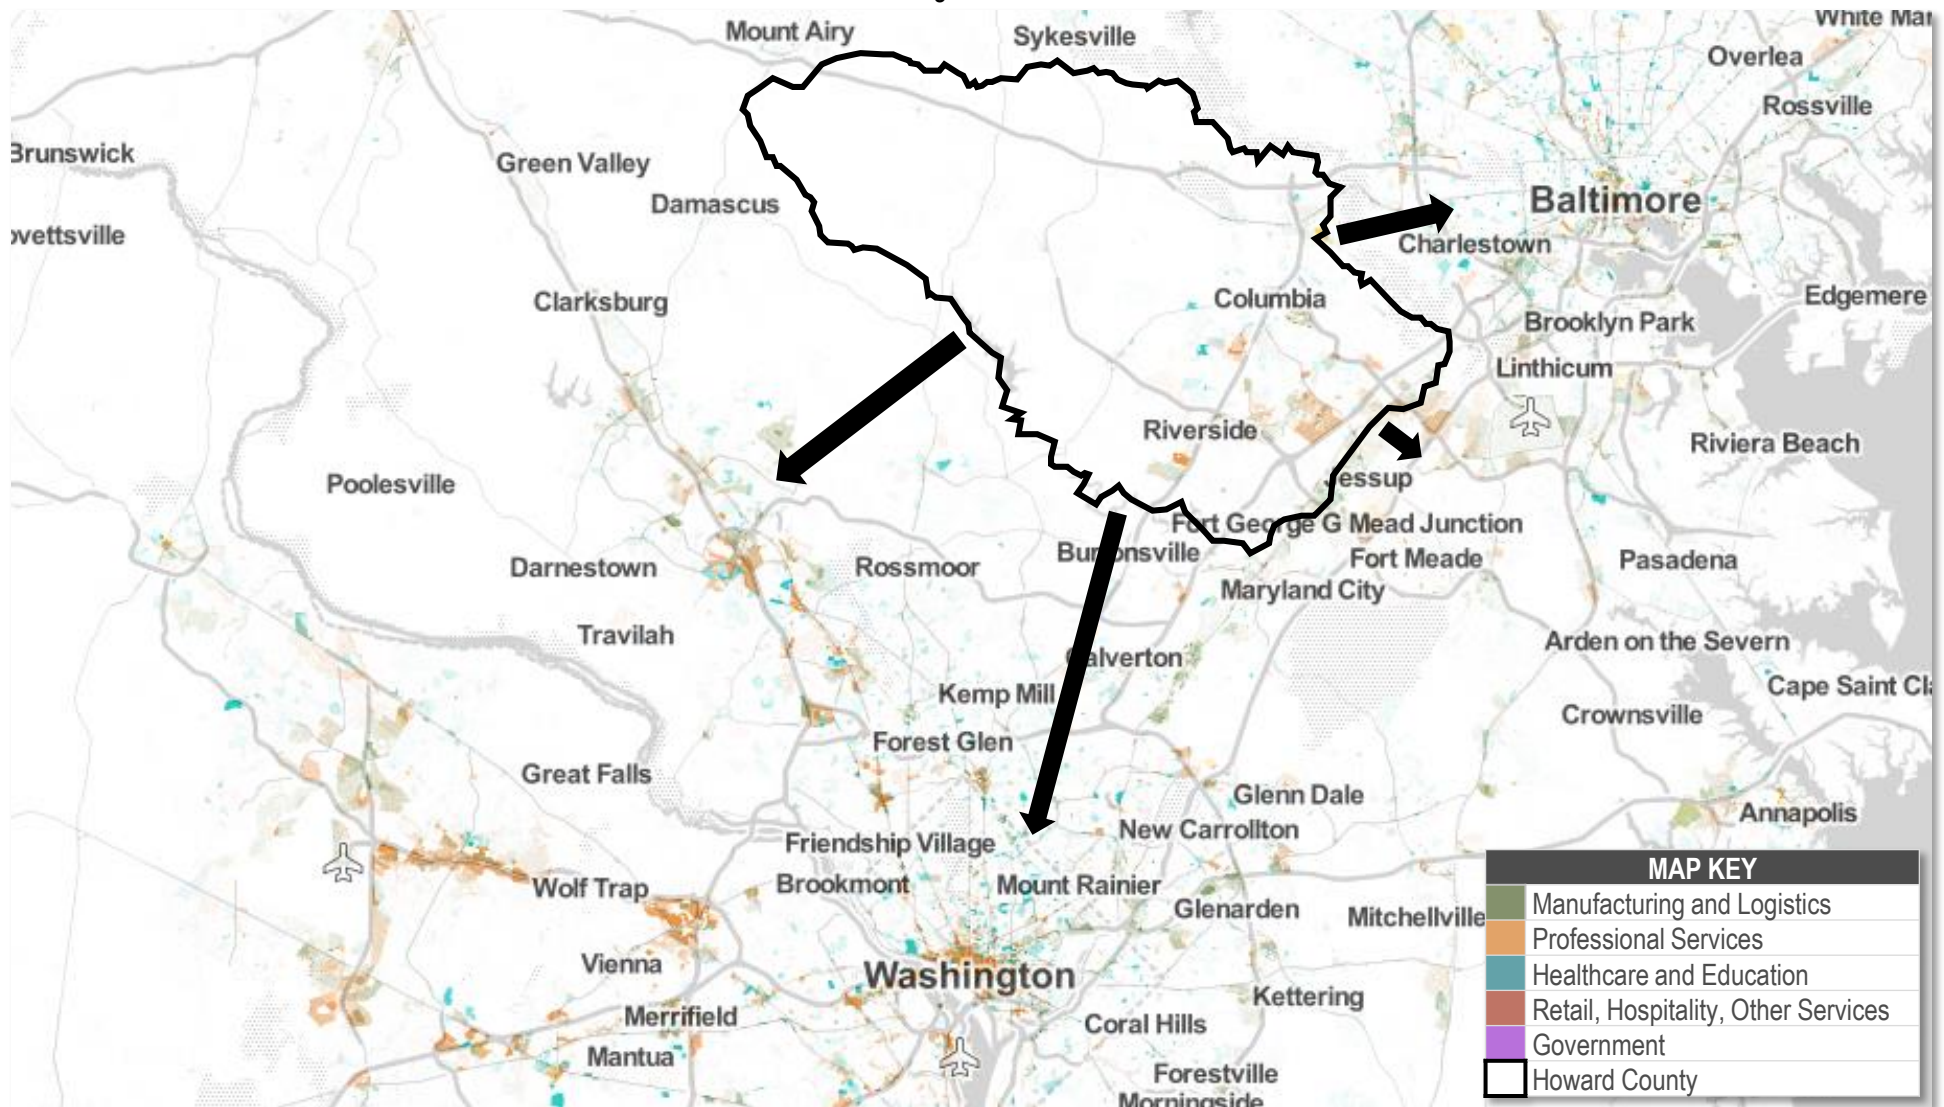 Mount Airy
Sykesville
White Mar
Overlea
Rossville
Brunswick
Green Valley
Damascus
Baltimore
ovettsville
Charlestown
Clarksburg
Columbia
Edgemere
Brooklyn Park
Linthicum
Riverside
Riviera Beach
Poolesville
Jessup
Fort George G Mead Junction
Darnestown
Rossmoor
Burtonsville
Fort Meade
Pasadena
Maryland City
Travilah
Arden on the Severn
Calverton
Kemp Mill
Cape Saint Cla
Crownsville
Forest Glen
Great Falls
Glenn Dale
Annapolis
New Carrollton
Friendship Village
Wolf Trap
Brookmont
Mount Rainier
Glenarden
Mitchellville
Vienna
Washington
Kettering
Merrifield
Coral Hills
Mantua
Forestville
Morningside
MAP KEY
Manufacturing and Logistics
Professional Services
Healthcare and Education
Retail, Hospitality, Other Services
Government
Howard County